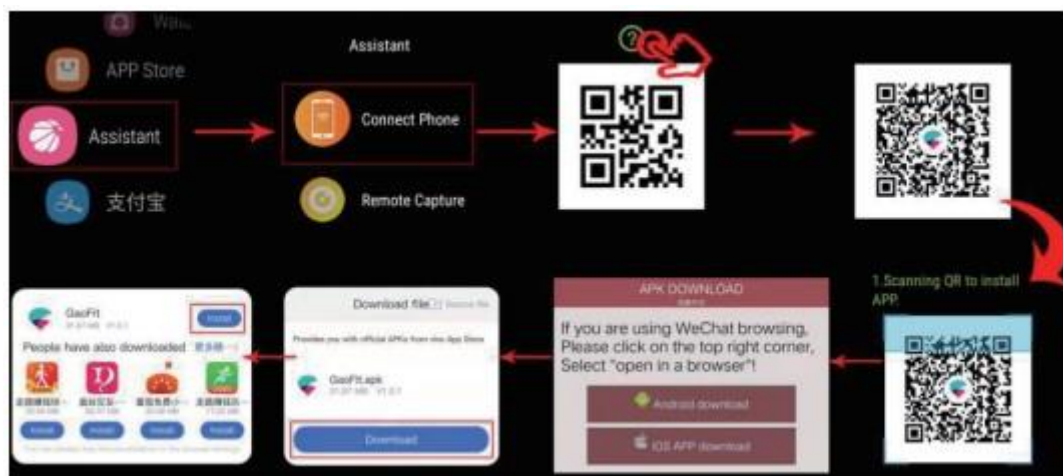 APP Store
Assistant
支付宝
Assistant
Connect Phone
Remote Capture
?
1.Scanning QR to install
APP.
APK DOWNLOAD
If you are using WeChat browsing,
Please click on the top right corner,
Select "open in a browser"!
Android download
iOS APP download
Download file
Provides you with official APKs from vivo App Store
GaoFit.apk
Download
GaoFit
Install
People have also downloaded
Install
Install
Install
Install